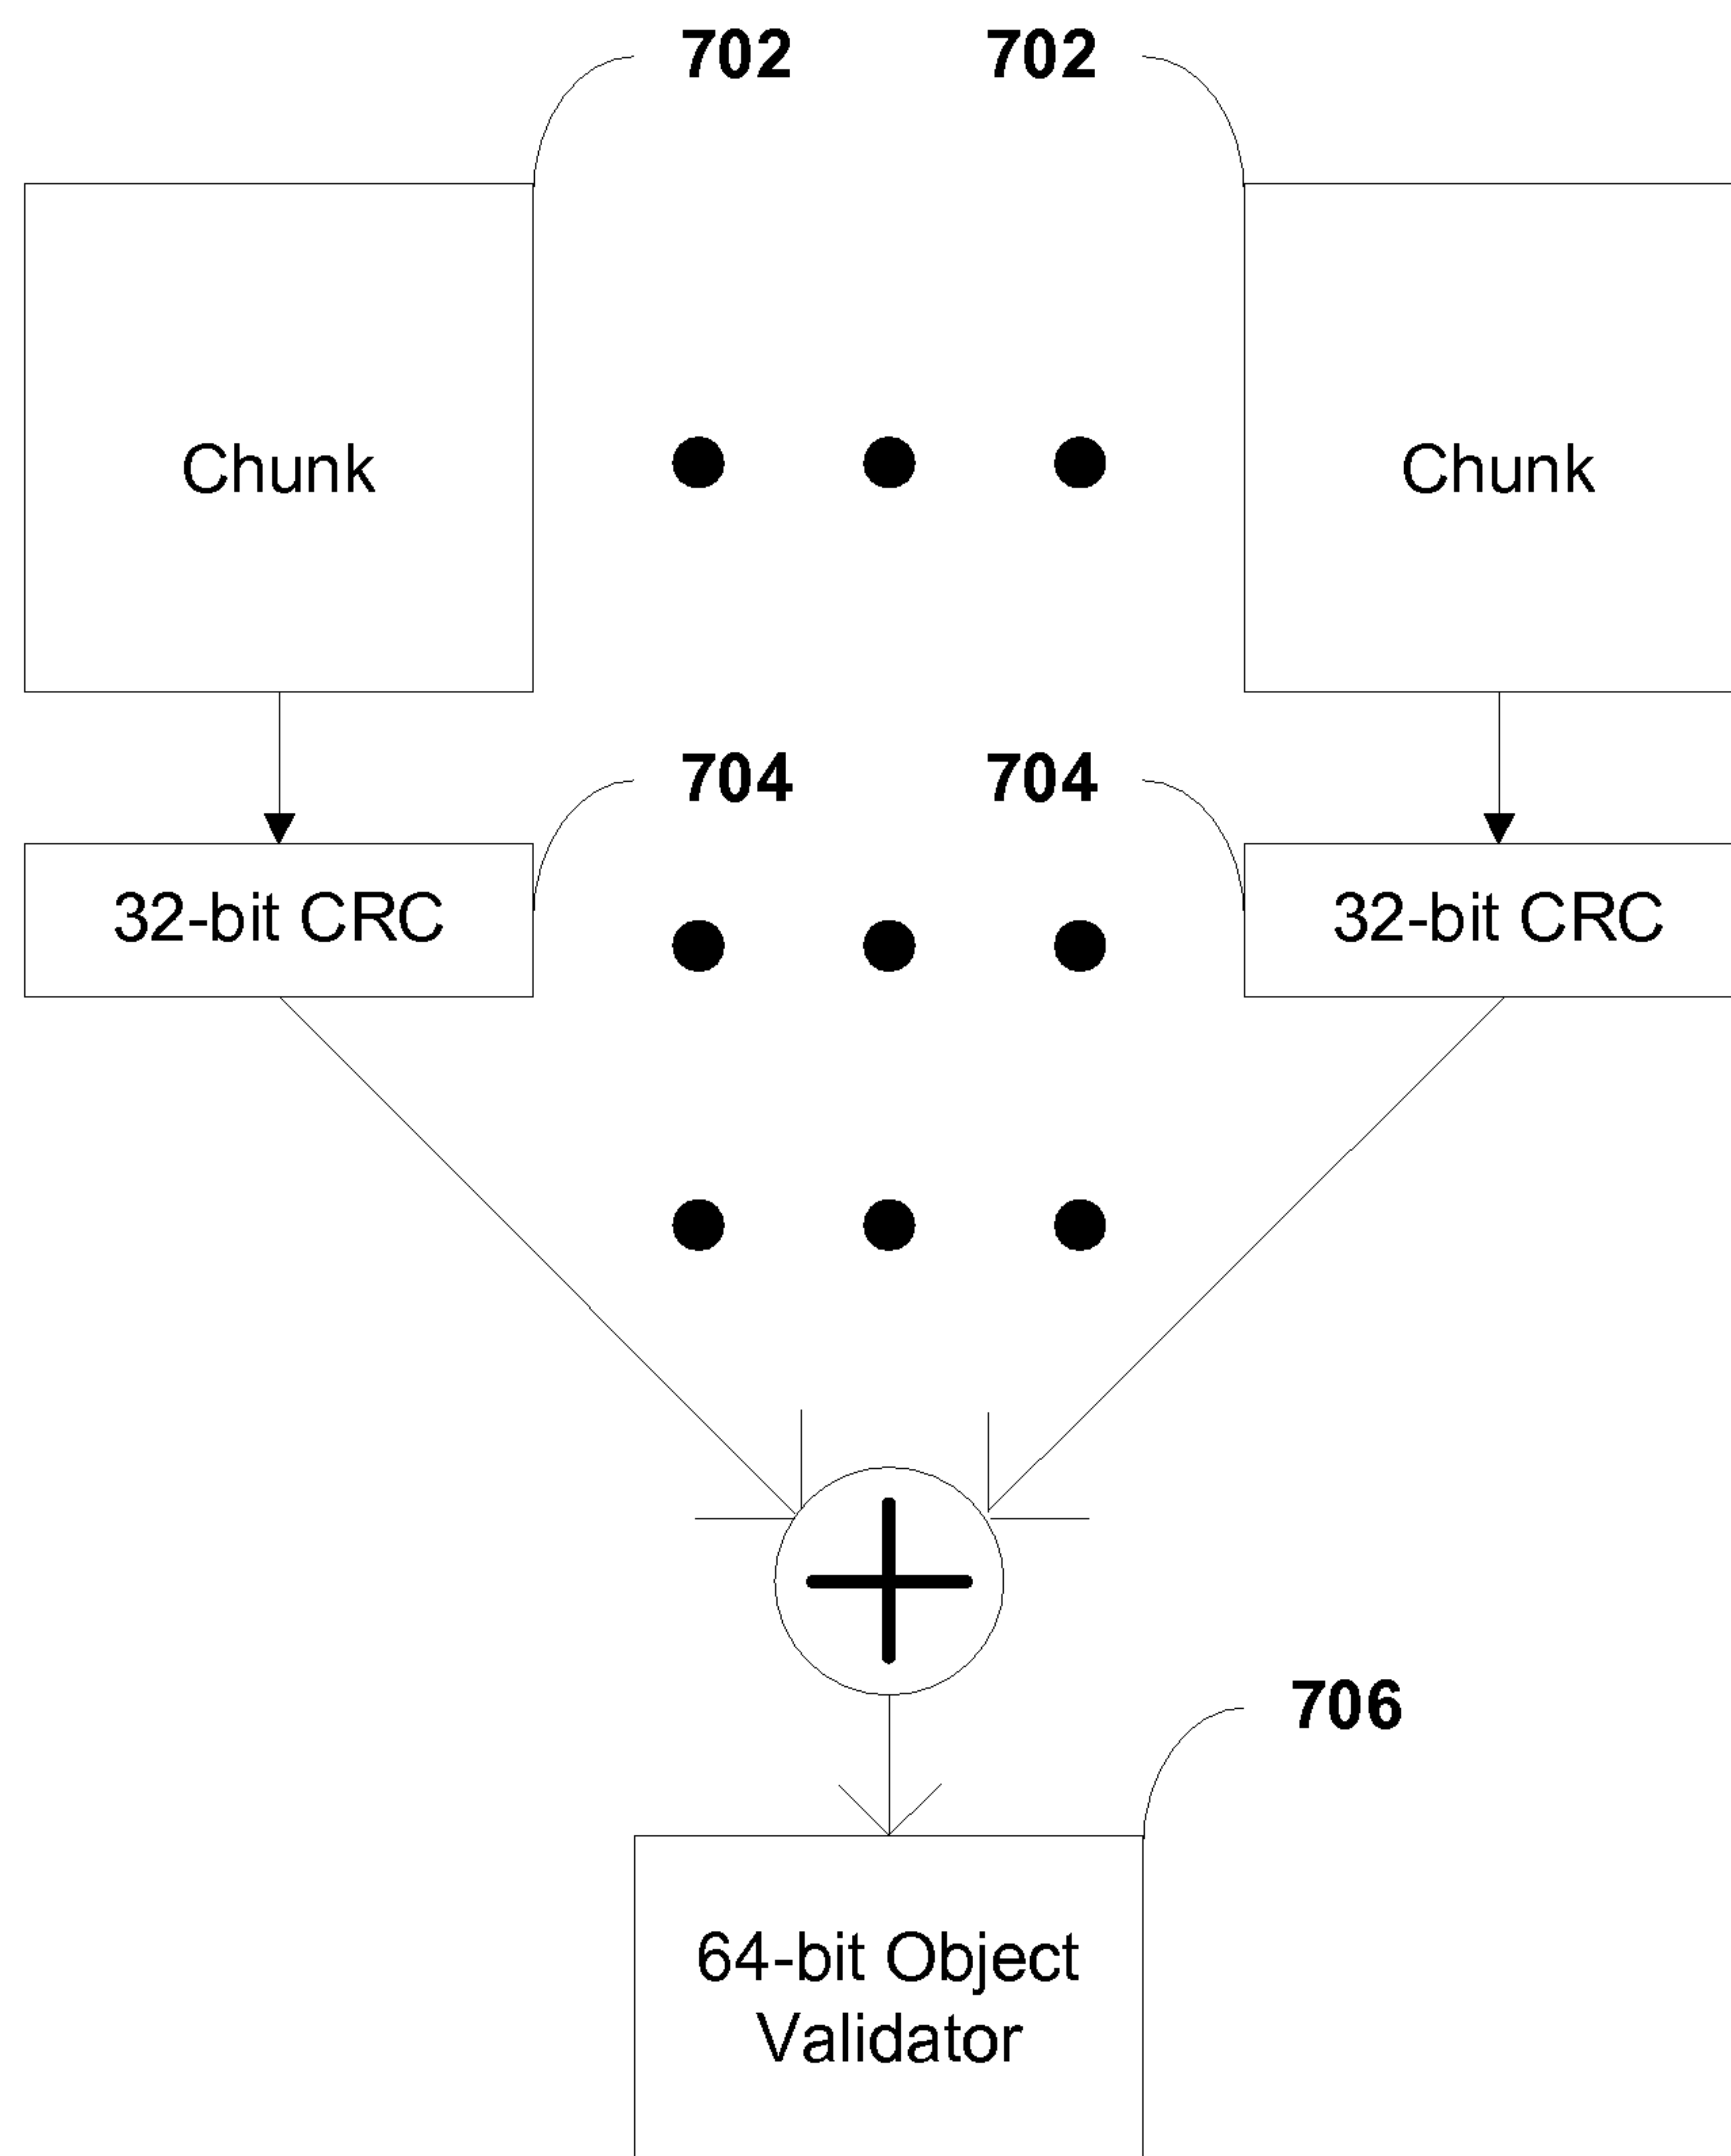 702 702
Chunk Chunk
704 704
32-bit CRC 32-bit CRC
706
64-bit Object
Validator